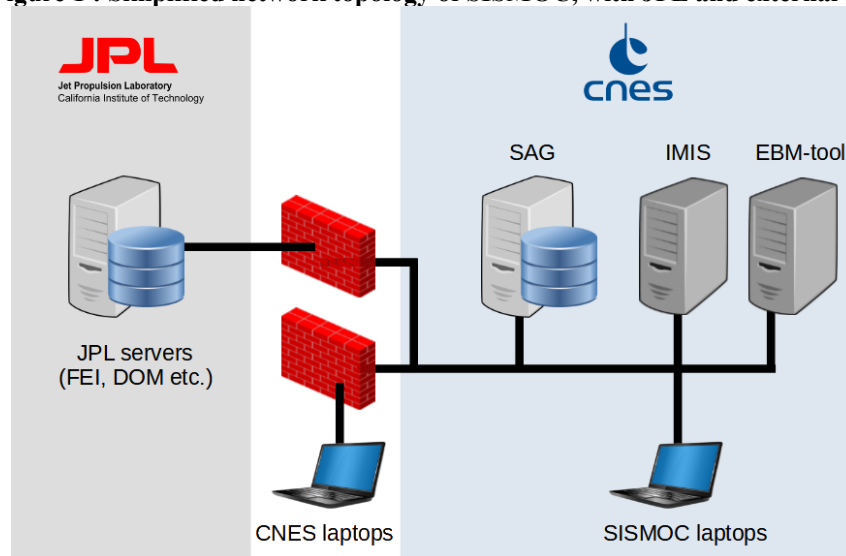 JPL
Jet Propulsion Laboratory
California Institute of Technology
cnes
SAG
IMIS
EBM-tool
JPL servers
(FEI, DOM etc.)
CNES laptops
SISMOC laptops